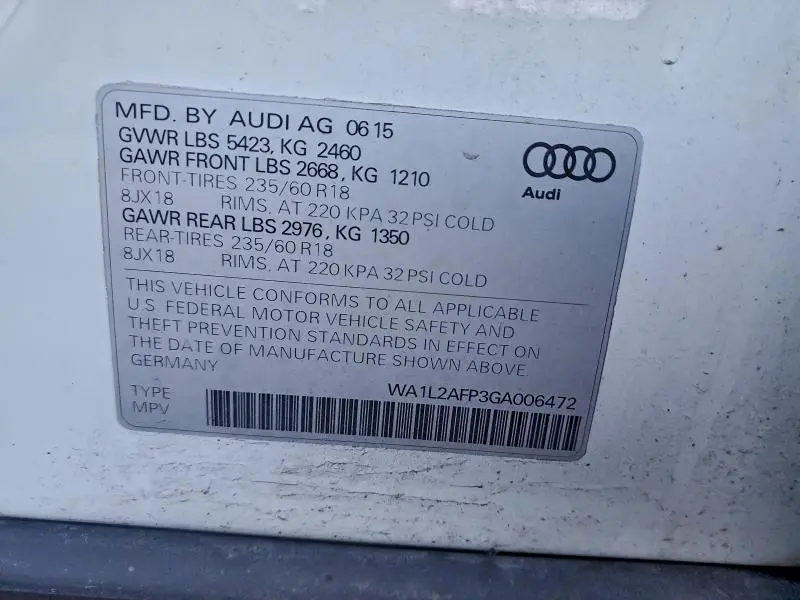 MFD. BY AUDI AG 06 15
GVWR LBS 5423, KG 2460
GAWR FRONT LBS 2668, KG 1210
FRONT-TIRES 235/60 R18
8JX18 RIMS, AT 220 KPA 32 PSI COLD
GAWR REAR LBS 2976, KG 1350
REAR-TIRES 235/60 R18
8JX18 RIMS, AT 220 KPA 32 PSI COLD
Audi
THIS VEHICLE CONFORMS TO ALL APPLICABLE
U.S. FEDERAL MOTOR VEHICLE SAFETY AND
THEFT PREVENTION STANDARDS IN EFFECT ON
THE DATE OF MANUFACTURE SHOWN ABOVE.
GERMANY
TYPE WA1L2AFP3GA006472
MPV